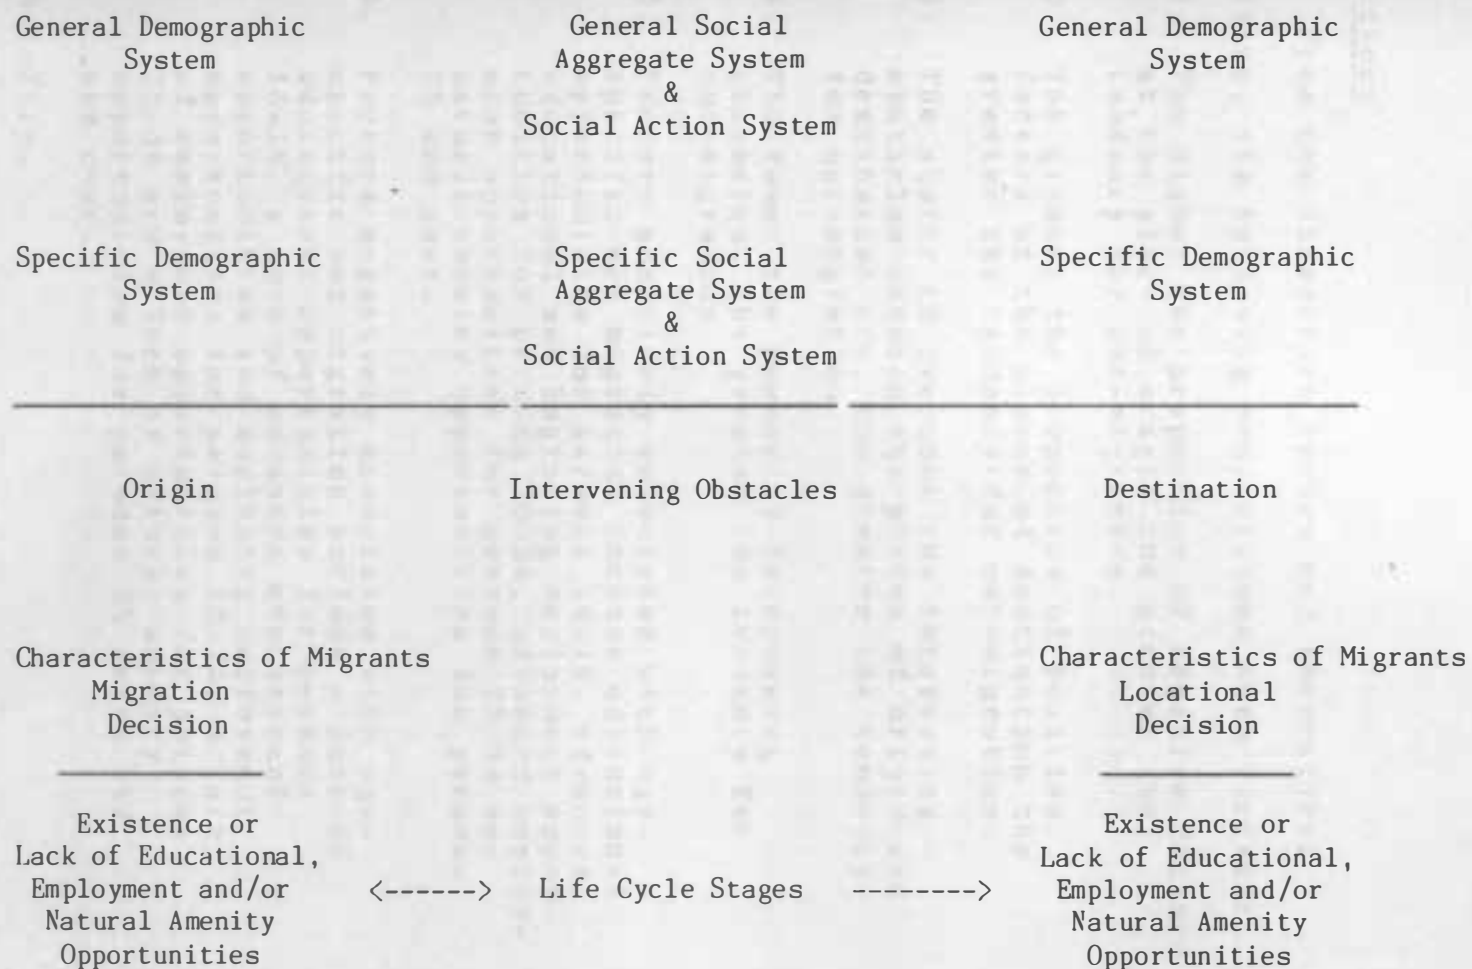 General Demographic
System
General Social
Aggregate System
&
Social Action System
General Demographic
System
Specific Demographic
System
Specific Social
Aggregate System
&
Social Action System
Specific Demographic
System
Origin
Intervening Obstacles
Destination
Characteristics of Migrants
Migration
Decision
Characteristics of Migrants
Locational
Decision
Existence or
Lack of Educational,
Employment and/or
Natural Amenity
Opportunities
<------>
Life Cycle Stages
-------->
Existence or
Lack of Educational,
Employment and/or
Natural Amenity
Opportunities